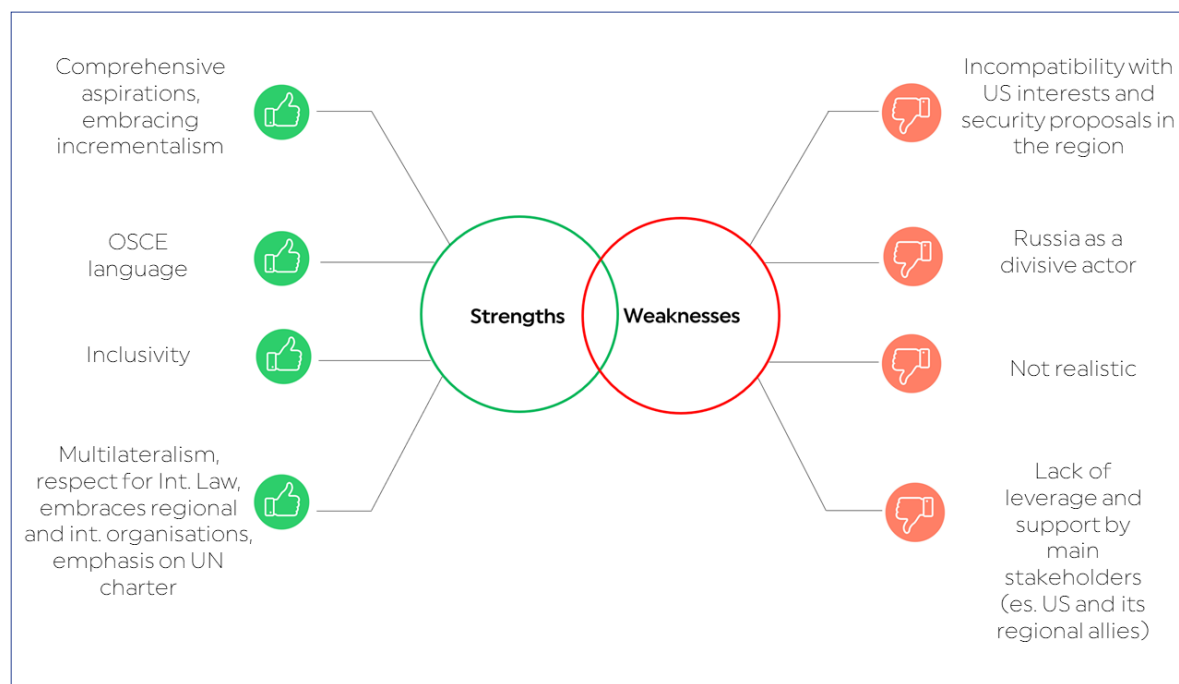 Comprehensive
aspirations,
embracing
incrementalism
OSCE
language
Inclusivity
Multilateralism,
respect for Int. Law,
embraces regional
and int. organisations,
emphasis on UN
charter
Strengths
Weaknesses
Incompatibility with
US interests and
security proposals in
the region
Russia as a
divisive actor
Not realistic
Lack of
leverage and
support by
main
stakeholders
(es. US and its
regional allies)